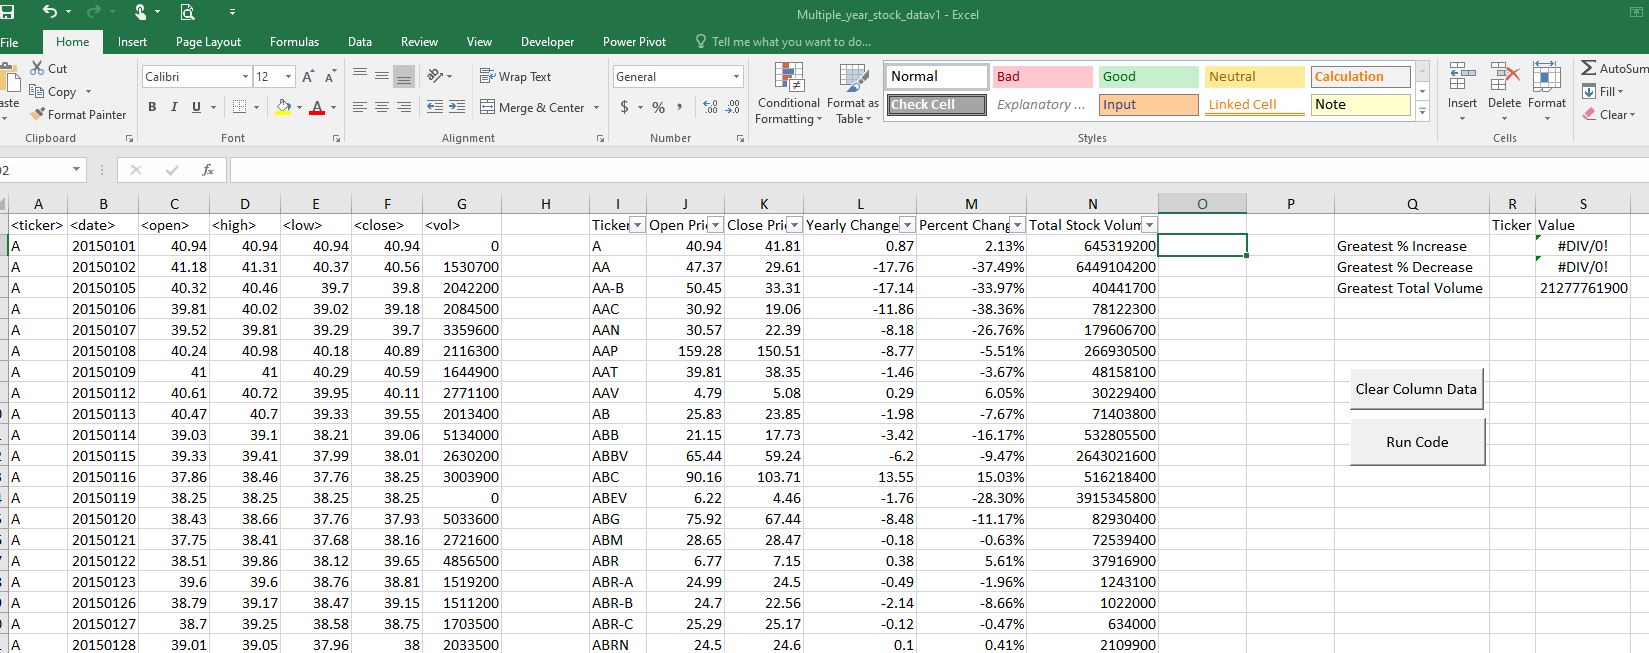 Multiple_year_stock_datav1 - Excel
File Home Insert Page Layout Formulas Data Review View Developer Power Pivot Tell me what you want to do...
Cut
Copy
Format Painter
Clipboard
Calibri 12
B I U
Font
Wrap Text
Merge & Center
Alignment
General
$ % ,
Number
Conditional Formatting
Format as Table
Normal Bad Good Neutral Calculation
Check Cell Explanatory ... Input Linked Cell Note
Styles
Insert Delete Format
Cells
AutoSum
Fill
Clear
fx
A B C D E F G H I J K L M N O P Q R S
<ticker> <date> <open> <high> <low> <close> <vol> Ticker Open Pri Close Pri Yearly Change Percent Chang Total Stock Volum Ticker Value
A 20150101 40.94 40.94 40.94 40.94 0 A 40.94 41.81 0.87 2.13% 645319200 Greatest % Increase #DIV/0!
A 20150102 41.18 41.31 40.37 40.56 1530700 AA 47.37 29.61 -17.76 -37.49% 6449104200 Greatest % Decrease #DIV/0!
A 20150105 40.32 40.46 39.7 39.8 2042200 AA-B 50.45 33.31 -17.14 -33.97% 40441700 Greatest Total Volume 21277761900
A 20150106 39.81 40.02 39.02 39.18 2084500 AAC 30.92 19.06 -11.86 -38.36% 78122300
A 20150107 39.52 39.81 39.29 39.7 3359600 AAN 30.57 22.39 -8.18 -26.76% 179606700
A 20150108 40.24 40.98 40.18 40.89 2116300 AAP 159.28 150.51 -8.77 -5.51% 266930500
A 20150109 41 41 40.29 40.59 1644900 AAT 39.81 38.35 -1.46 -3.67% 48158100
A 20150112 40.61 40.72 39.95 40.11 2771100 AAV 4.79 5.08 0.29 6.05% 30229400 Clear Column Data
A 20150113 40.47 40.7 39.33 39.55 2013400 AB 25.83 23.85 -1.98 -7.67% 71403800
A 20150114 39.03 39.1 38.21 39.06 5134000 ABB 21.15 17.73 -3.42 -16.17% 532805500 Run Code
A 20150115 39.33 39.41 37.99 38.01 2630200 ABBV 65.44 59.24 -6.2 -9.47% 2643021600
A 20150116 37.86 38.46 37.76 38.25 3003900 ABC 90.16 103.71 13.55 15.03% 516218400
A 20150119 38.25 38.25 38.25 38.25 0 ABEV 6.22 4.46 -1.76 -28.30% 3915345800
A 20150120 38.43 38.66 37.76 37.93 5033600 ABG 75.92 67.44 -8.48 -11.17% 82930400
A 20150121 37.75 38.41 37.68 38.16 2721600 ABM 28.65 28.47 -0.18 -0.63% 72539400
A 20150122 38.51 39.86 38.12 39.65 4856500 ABR 6.77 7.15 0.38 5.61% 37916900
A 20150123 39.6 39.6 38.76 38.81 1519200 ABR-A 24.99 24.5 -0.49 -1.96% 1243100
A 20150126 38.79 39.17 38.47 39.15 1511200 ABR-B 24.7 22.56 -2.14 -8.66% 1022000
A 20150127 38.7 39.25 38.58 38.75 1703500 ABR-C 25.29 25.17 -0.12 -0.47% 634000
A 20150128 39.01 39.05 37.96 38 2033500 ABRN 24.5 24.6 0.1 0.41% 2109900